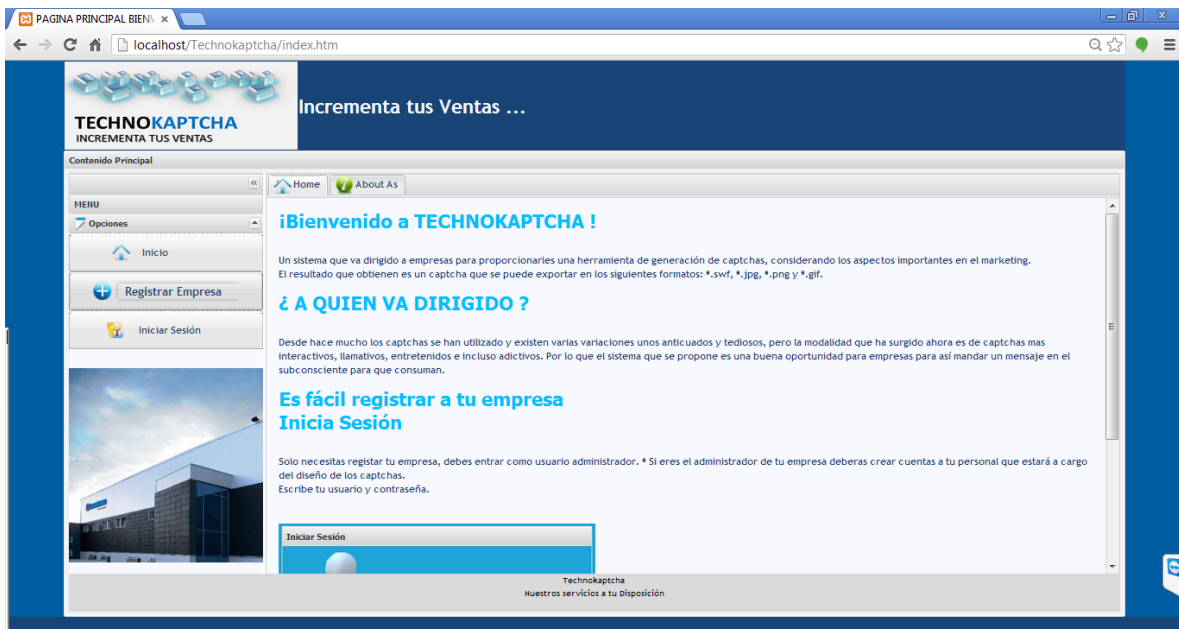 PAGINA PRINCIPAL BIEN
localhost/Technokaptcha/index.htm
TECHNOKAPTCHA
INCREMENTA TUS VENTAS
Incrementa tus Ventas ...
Contenido Principal
MENU
Opciones
Inicio
Registrar Empresa
Iniciar Sesión
Home
About As
¡Bienvenido a TECHNOKAPTCHA !
Un sistema que va dirigido a empresas para proporcionarles una herramienta de generación de captchas, considerando los aspectos importantes en el marketing.
El resultado que obtienen es un captcha que se puede exportar en los siguientes formatos: *.swf, *.jpg, *.png y *.gif.
¿ A QUIEN VA DIRIGIDO ?
Desde hace mucho los captchas se han utilizado y existen varias variaciones unos anticuados y tediosos, pero la modalidad que ha surgido ahora es de captchas mas
interactivos, llamativos, entretenidos e incluso adictivos. Por lo que el sistema que se propone es una buena oportunidad para empresas para así mandar un mensaje en el
subconsciente para que consuman.
Es fácil registrar a tu empresa
Inicia Sesión
Solo necesitas registar tu empresa, debes entrar como usuario administrador. * Si eres el administrador de tu empresa deberas crear cuentas a tu personal que estará a cargo
del diseño de los captchas.
Escribe tu usuario y contraseña.
Iniciar Sesión
Technokaptcha
Nuestros servicios a tu Disposición